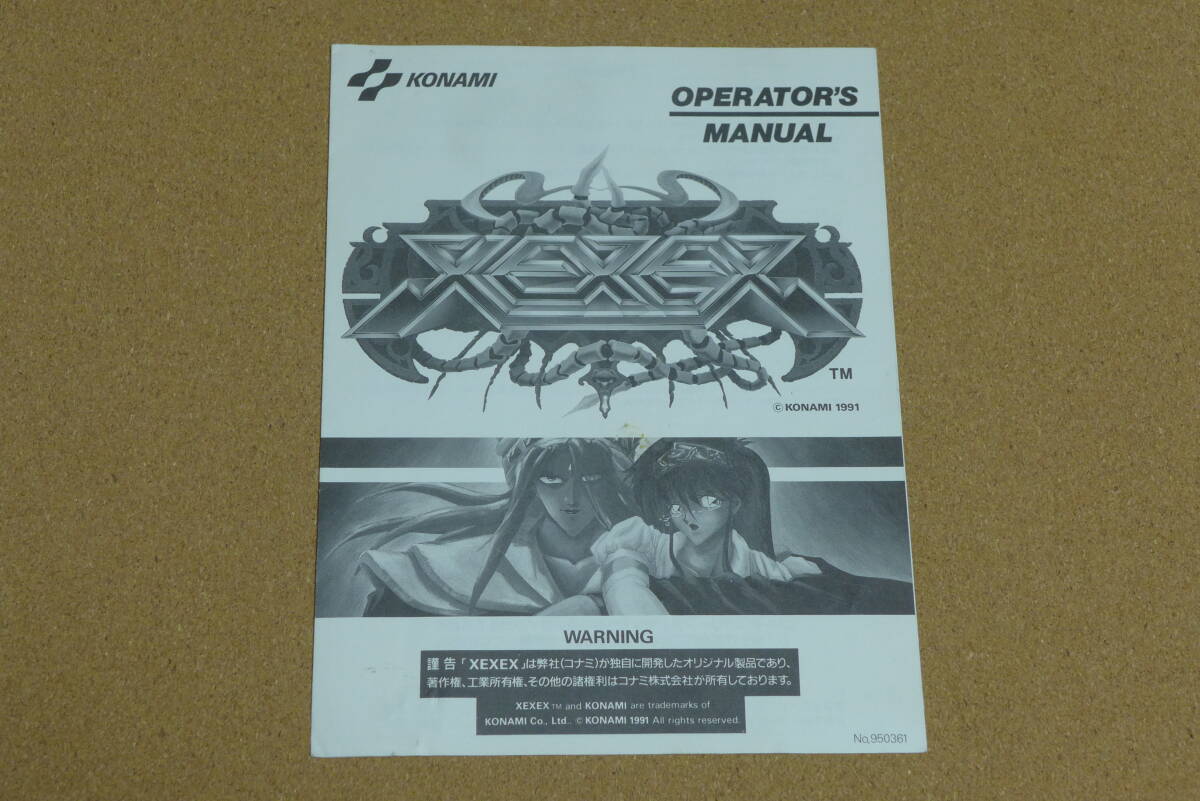 KONAMI
OPERATOR'S
MANUAL
XEXEX
TM
© KONAMI 1991
WARNING
謹告「XEXEX」は弊社(コナミ)が独自に開発したオリジナル製品であり、
著作権、工業所有権、その他の諸権利はコナミ株式会社が所有しております。
XEXEX TM and KONAMI are trademarks of
KONAMI Co., Ltd. © KONAMI 1991 All rights reserved.
No.950361